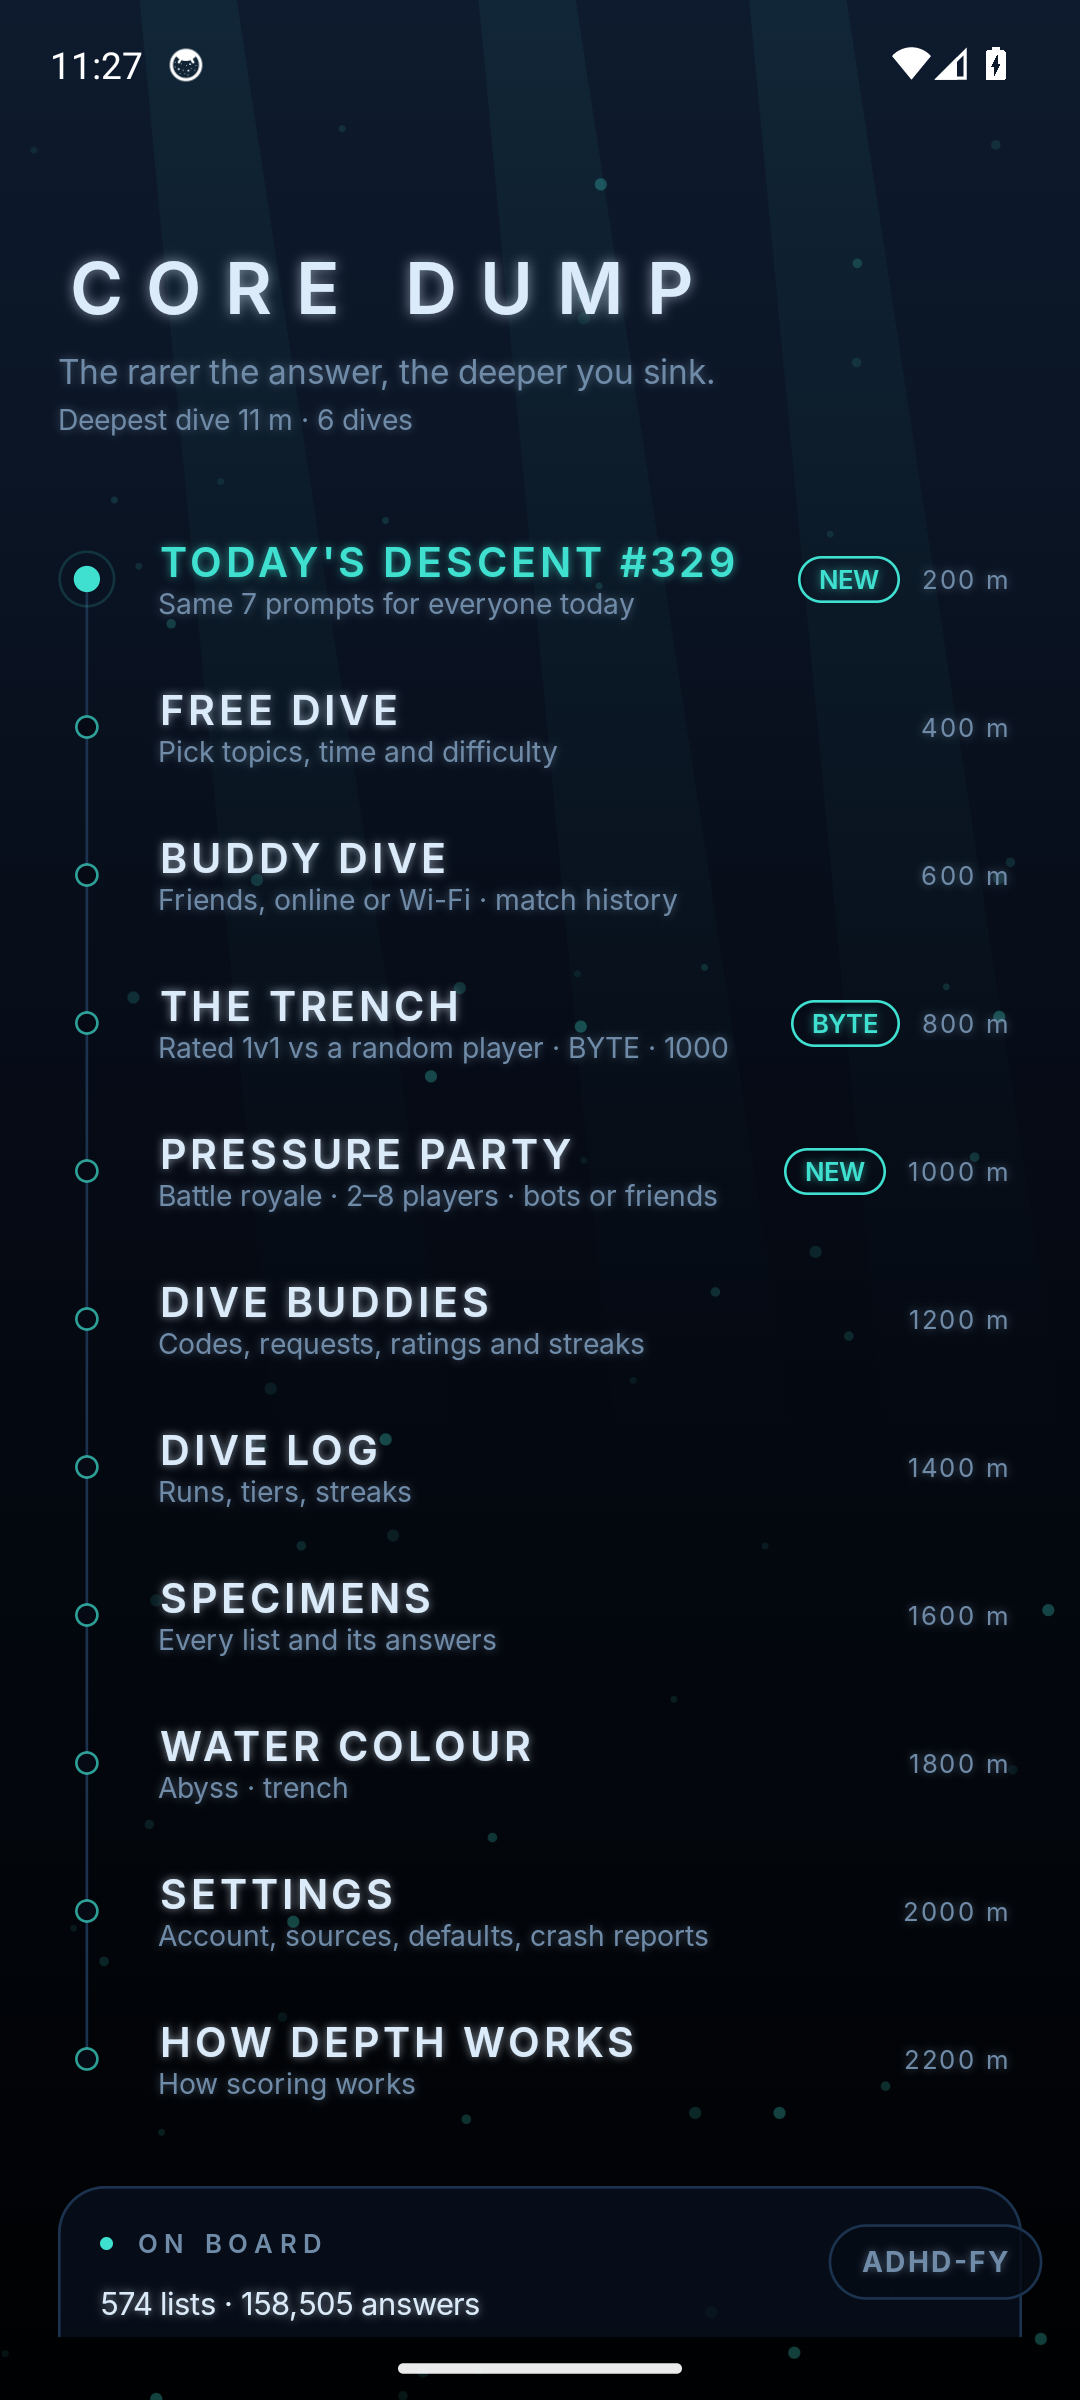 11:27
CORE DUMP
The rarer the answer, the deeper you sink.
Deepest dive 11 m · 6 dives
TODAY'S DESCENT #329
Same 7 prompts for everyone today
NEW 200 m
FREE DIVE
Pick topics, time and difficulty
400 m
BUDDY DIVE
Friends, online or Wi-Fi · match history
600 m
THE TRENCH
Rated 1v1 vs a random player · BYTE · 1000
BYTE 800 m
PRESSURE PARTY
Battle royale · 2–8 players · bots or friends
NEW 1000 m
DIVE BUDDIES
Codes, requests, ratings and streaks
1200 m
DIVE LOG
Runs, tiers, streaks
1400 m
SPECIMENS
Every list and its answers
1600 m
WATER COLOUR
Abyss · trench
1800 m
SETTINGS
Account, sources, defaults, crash reports
2000 m
HOW DEPTH WORKS
How scoring works
2200 m
ON BOARD
ADHD-FY
574 lists · 158,505 answers